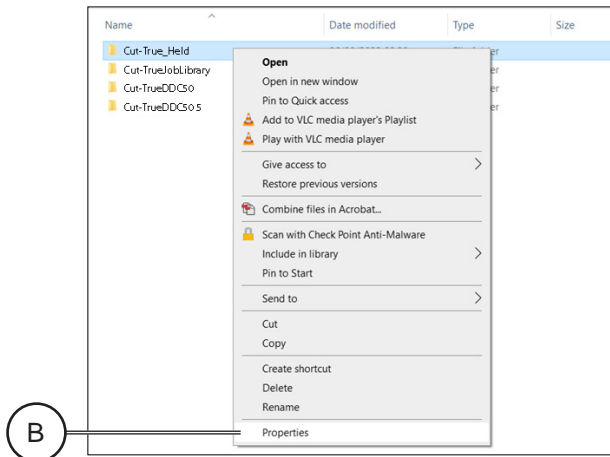 Name Date modified Type Size
Cut-True_Held
Cut-TrueJobLibrary
Cut-TrueDDC50
Cut-TrueDDC50 5
Open
Open in new window
Pin to Quick access
Add to VLC media player's Playlist
Play with VLC media player
Give access to
Restore previous versions
Combine files in Acrobat...
Scan with Check Point Anti-Malware
Include in library
Pin to Start
Send to
Cut
Copy
Create shortcut
Delete
Rename
B
Properties